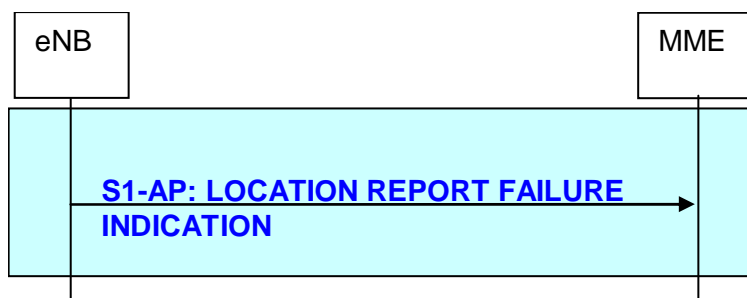 eNB
MME
S1-AP: LOCATION REPORT FAILURE
INDICATION